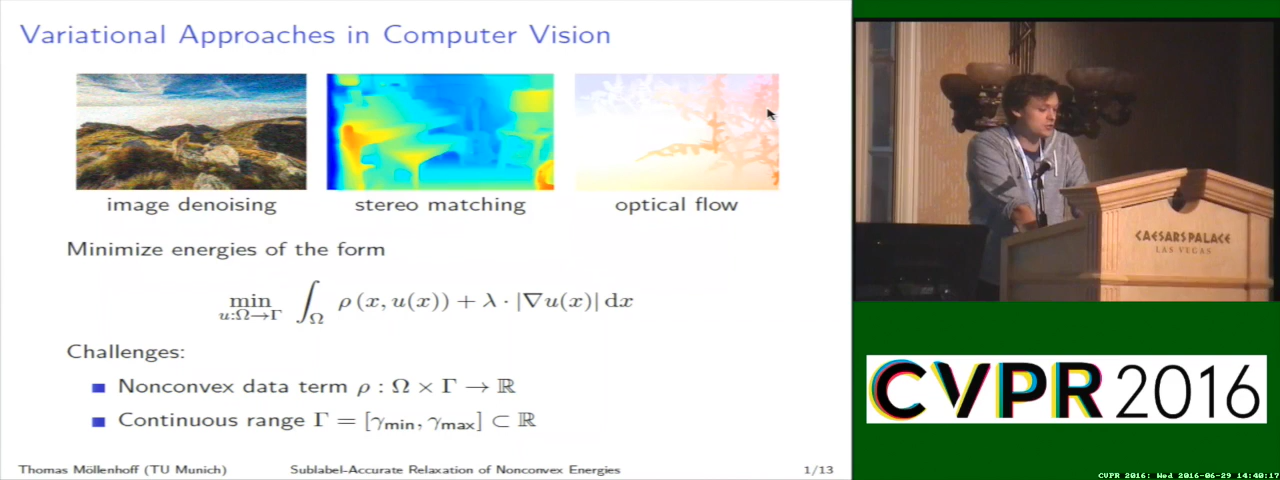 Variational Approaches in Computer Vision
image denoising
stereo matching
optical flow
Minimize energies of the form
min u:Ω→Γ ∫Ω ρ(x, u(x)) + λ · |∇u(x)| dx
Challenges:
Nonconvex data term ρ : Ω × Γ → ℝ
Continuous range Γ = [γmin, γmax] ⊂ ℝ
Thomas Möllenhoff (TU Munich)
Sublabel-Accurate Relaxation of Nonconvex Energies
1/13
CAESARS PALACE
LAS VEGAS
CVPR 2016
CVPR 2016: Wed 2016-06-29 14:40:17